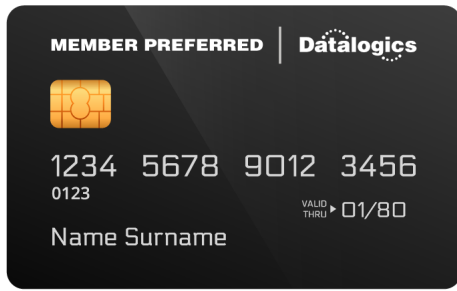 MEMBER PREFERRED Datalogics
1234 5678 9012 3456
0123
VALID THRU 01/80
Name Surname